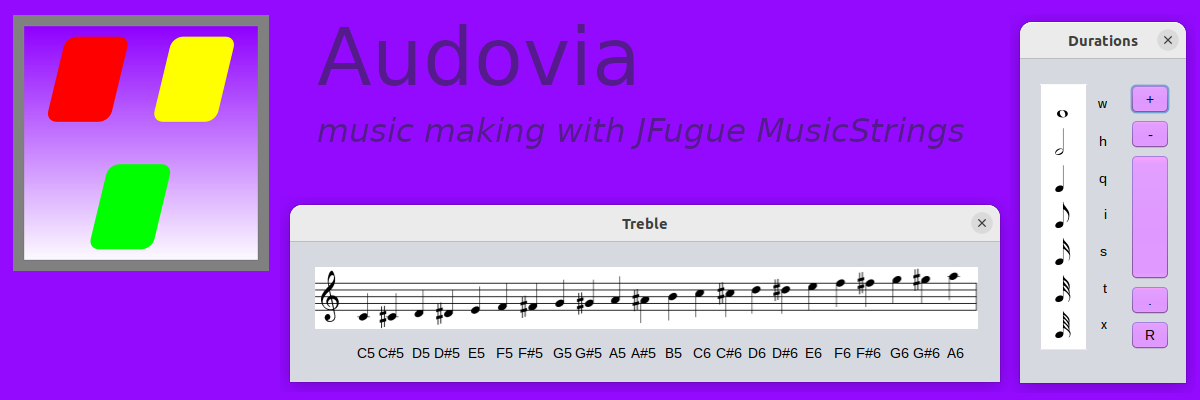 Audovia
music making with JFugue MusicStrings
Treble
C5 C#5 D5 D#5 E5 F5 F#5 G5 G#5 A5 A#5 B5 C6 C#6 D6 D#6 E6 F6 F#6 G6 G#6 A6
Durations
w +
h -
q
i
s
t .
x R